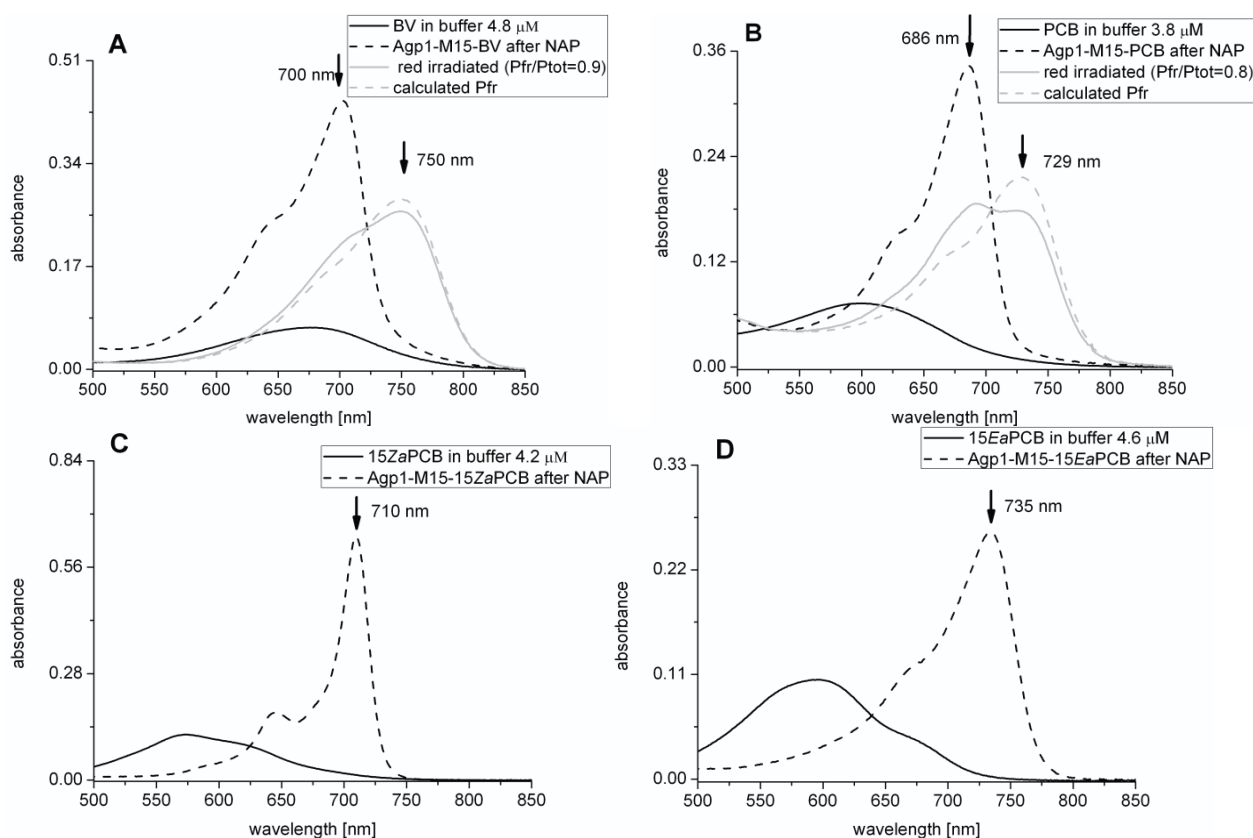 A
BV in buffer 4.8 μM
Agp1-M15-BV after NAP
red irradiated (Pfr/Ptot=0.9)
calculated Pfr
700 nm
750 nm
absorbance
0.51
0.34
0.17
0.00
500 550 600 650 700 750 800 850
wavelength [nm]
B
686 nm
PCB in buffer 3.8 μM
Agp1-M15-PCB after NAP
red irradiated (Pfr/Ptot=0.8)
calculated Pfr
729 nm
absorbance
0.36
0.24
0.12
0.00
500 550 600 650 700 750 800 850
wavelength [nm]
C
15ZaPCB in buffer 4.2 μM
Agp1-M15-15ZaPCB after NAP
710 nm
absorbance
0.84
0.56
0.28
0.00
500 550 600 650 700 750 800 850
wavelength [nm]
D
15EaPCB in buffer 4.6 μM
Agp1-M15-15EaPCB after NAP
735 nm
absorbance
0.33
0.22
0.11
0.00
500 550 600 650 700 750 800 850
wavelength [nm]